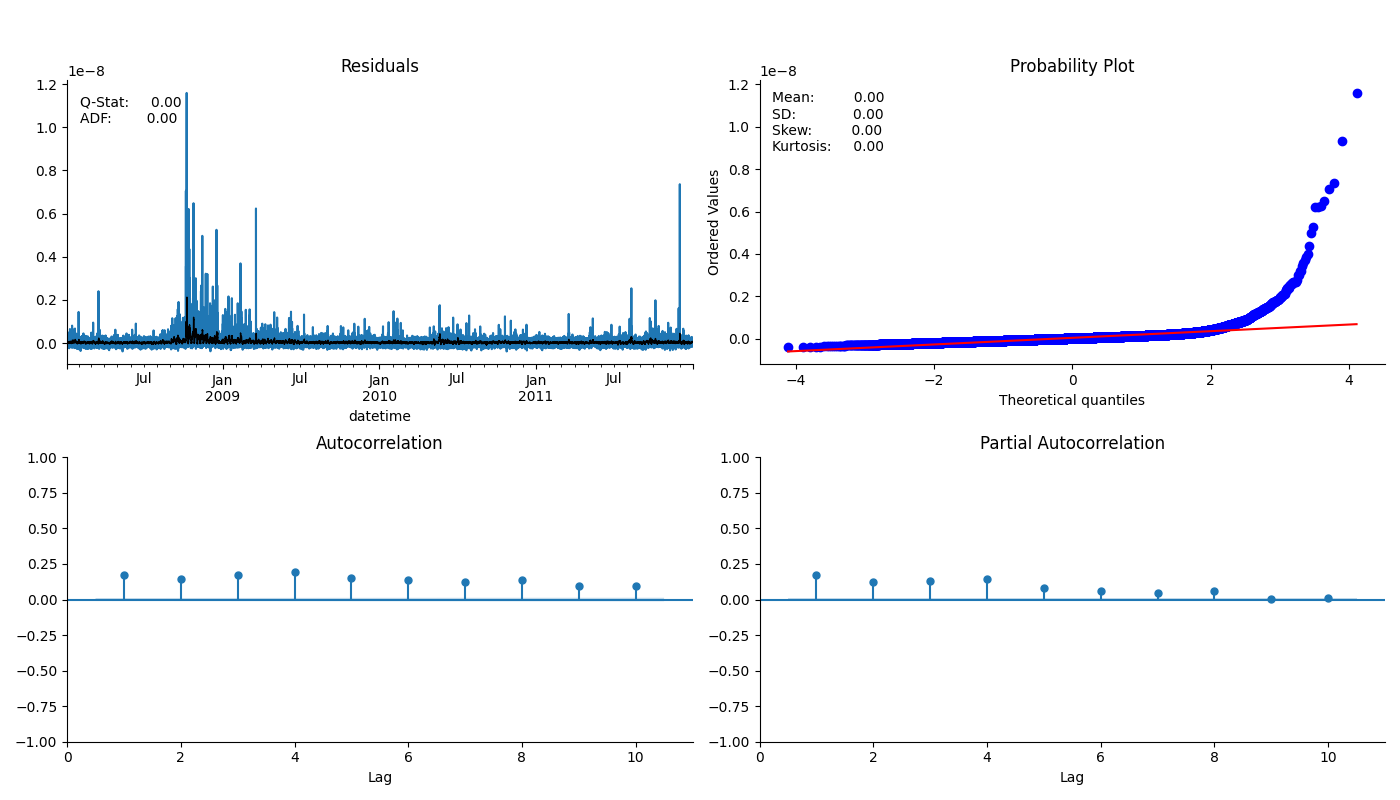 Residuals
1e−8
1.2
1.0
0.8
0.6
0.4
0.2
0.0
Q-Stat: 0.00
ADF: 0.00
Jul Jan Jul Jan Jul Jan Jul
2009 2010 2011
datetime
Probability Plot
1e−8
1.2
1.0
0.8
0.6
0.4
0.2
0.0
Ordered Values
Mean: 0.00
SD: 0.00
Skew: 0.00
Kurtosis: 0.00
−4 −2 0 2 4
Theoretical quantiles
Autocorrelation
1.00
0.75
0.50
0.25
0.00
−0.25
−0.50
−0.75
−1.00
0 2 4 6 8 10
Lag
Partial Autocorrelation
1.00
0.75
0.50
0.25
0.00
−0.25
−0.50
−0.75
−1.00
0 2 4 6 8 10
Lag